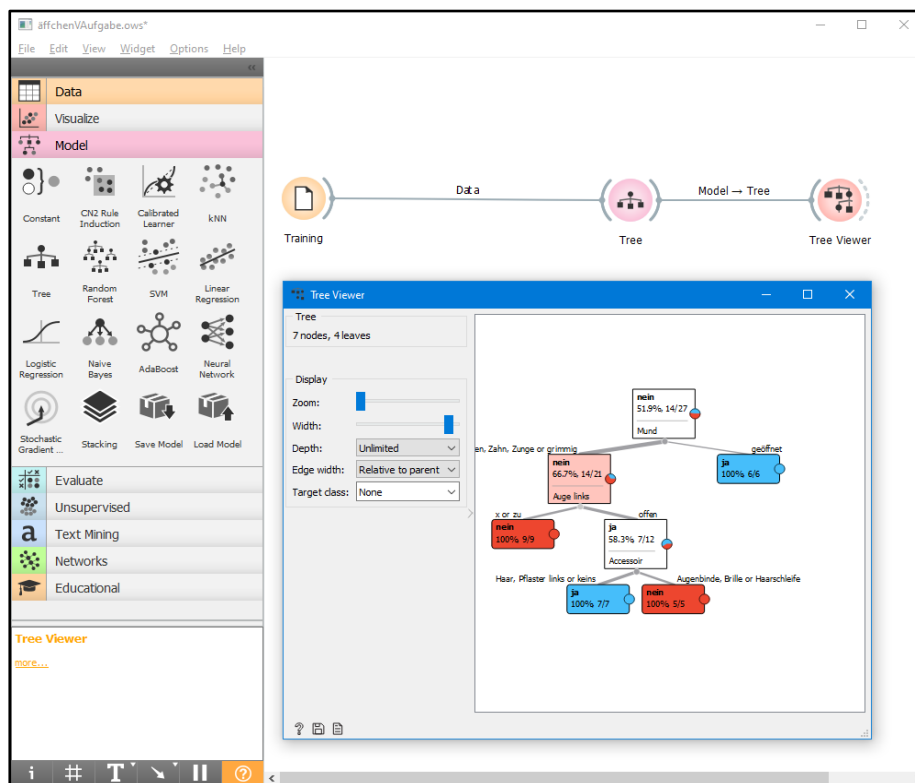 äffchenVAufgabe.ows*
File Edit View Widget Options Help
Data
Visualize
Model
Constant
CN2 Rule Induction
Calibrated Learner
kNN
Tree
Random Forest
SVM
Linear Regression
Logistic Regression
Naive Bayes
AdaBoost
Neural Network
Stochastic Gradient ...
Stacking
Save Model
Load Model
Evaluate
Unsupervised
Text Mining
Networks
Educational
Tree Viewer
more...
Data
Model → Tree
Training
Tree
Tree Viewer
Tree Viewer
Tree
7 nodes, 4 leaves
Display
Zoom:
Width:
Depth: Unlimited
Edge width: Relative to parent
Target class: None
nein
51.9%, 14/27
Mund
en, Zahn, Zunge or grimmig
geöffnet
nein
66.7%, 14/21
Auge links
ja
100%, 6/6
x or zu
offen
nein
100%, 9/9
ja
58.3%, 7/12
Accessoir
Haar, Pflaster links or keins
Augenbinde, Brille or Haarschleife
ja
100%, 7/7
nein
100%, 5/5